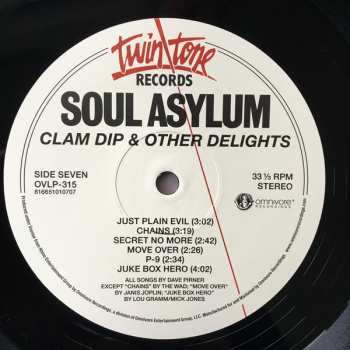 twin/tone
RECORDS
SOUL ASYLUM
CLAM DIP & OTHER DELIGHTS
SIDE SEVEN
OVLP-315
816651010707
33 ⅓ RPM
STEREO
omnivore
RECORDINGS
JUST PLAIN EVIL (3:02)
CHAINS (3:19)
SECRET NO MORE (2:42)
MOVE OVER (2:26)
P-9 (2:34)
JUKE BOX HERO (4:02)
ALL SONGS BY DAVE PIRNER
EXCEPT "CHAINS" BY THE WAD; "MOVE OVER"
BY JANIS JOPLIN; "JUKE BOX HERO"
BY LOU GRAMM/MICK JONES